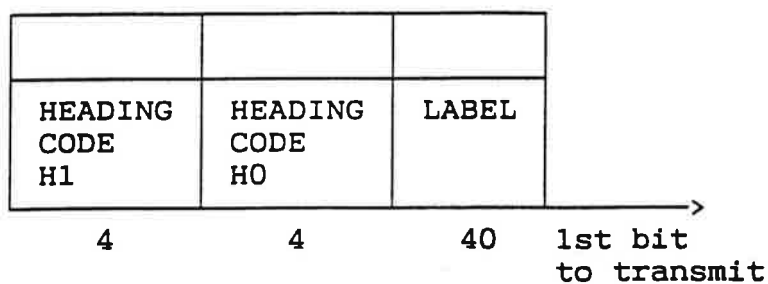 HEADING HEADING LABEL
CODE CODE
H1 H0
4 4 40 1st bit
to transmit